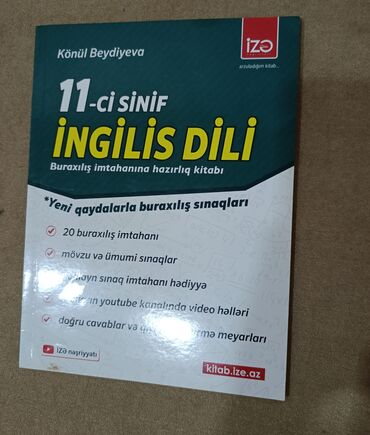 Könül Beydiyeva
İZƏ
arzuladığım kitab...
11-Cİ SİNİF
İNGİLİS DİLİ
Buraxılış imtahanına hazırlıq kitabı
*Yeni qaydalarla buraxılış sınaqları
20 buraxılış imtahanı
mövzu və ümumi sınaqlar
sınaq imtahanı hədiyyə
youtube kanalında video həlləri
doğru cavablar və meyarları
İZƏ nəşriyyatı
kitab.ize.az